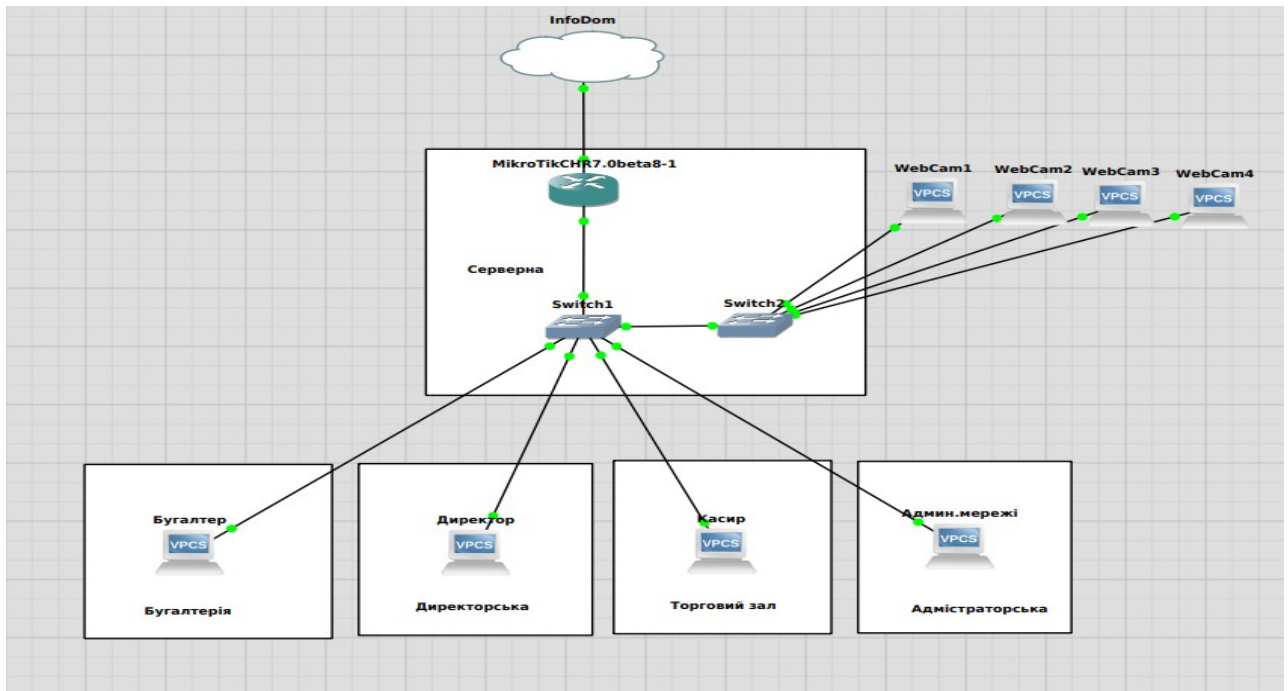 InfoDom
MikroTikCHR7.0beta8-1
WebCam1
WebCam2
WebCam3
WebCam4
VPCS
VPCS
VPCS
VPCS
Серверна
Switch1
Switch2
Бугалтер
Директор
Касир
Админ.мережі
VPCS
VPCS
VPCS
VPCS
Бугалтерія
Директорська
Торговий зал
Адмістраторська